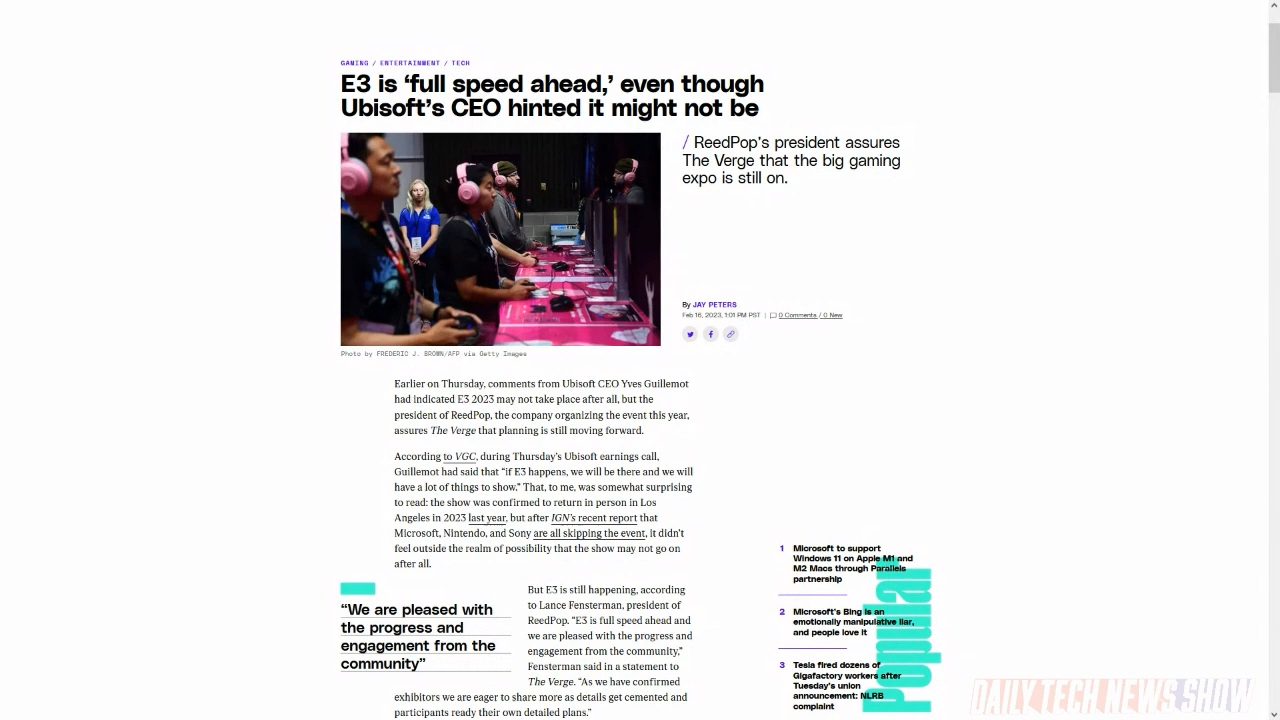 GAMING / ENTERTAINMENT / TECH
E3 is ‘full speed ahead,’ even though
Ubisoft’s CEO hinted it might not be
/ ReedPop’s president assures
The Verge that the big gaming
expo is still on.
By JAY PETERS
Feb 16, 2023, 1:01 PM PST | 0 Comments / 0 New
Photo by FREDERIC J. BROWN/AFP via Getty Images
Earlier on Thursday, comments from Ubisoft CEO Yves Guillemot
had indicated E3 2023 may not take place after all, but the
president of ReedPop, the company organizing the event this year,
assures The Verge that planning is still moving forward.
According to VGC, during Thursday’s Ubisoft earnings call,
Guillemot had said that “if E3 happens, we will be there and we will
have a lot of things to show.” That, to me, was somewhat surprising
to read: the show was confirmed to return in person in Los
Angeles in 2023 last year, but after IGN’s recent report that
Microsoft, Nintendo, and Sony are all skipping the event, it didn’t
feel outside the realm of possibility that the show may not go on
after all.
“We are pleased with
the progress and
engagement from the
community”
But E3 is still happening, according
to Lance Fensterman, president of
ReedPop. “E3 is full speed ahead and
we are pleased with the progress and
engagement from the community,”
Fensterman said in a statement to
The Verge. “As we have confirmed
exhibitors we are eager to share more as details get cemented and
participants ready their own detailed plans.”
Popular
1 Microsoft to support
Windows 11 on Apple M1 and
M2 Macs through Parallels
partnership
2 Microsoft’s Bing is an
emotionally manipulative liar,
and people love it
3 Tesla fired dozens of
Gigafactory workers after
Tuesday’s union
announcement: NLRB
complaint
DAILY TECH NEWS SHOW